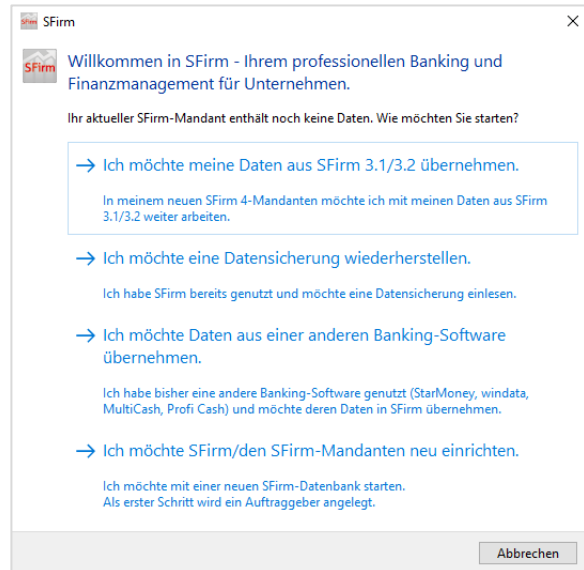 SFirm SFirm
SFirm Willkommen in SFirm - Ihrem professionellen Banking und
Finanzmanagement für Unternehmen.
Ihr aktueller SFirm-Mandant enthält noch keine Daten. Wie möchten Sie starten?
Ich möchte meine Daten aus SFirm 3.1/3.2 übernehmen.
In meinem neuen SFirm 4-Mandanten möchte ich mit meinen Daten aus SFirm
3.1/3.2 weiter arbeiten.
Ich möchte eine Datensicherung wiederherstellen.
Ich habe SFirm bereits genutzt und möchte eine Datensicherung einlesen.
Ich möchte Daten aus einer anderen Banking-Software
übernehmen.
Ich habe bisher eine andere Banking-Software genutzt (StarMoney, windata,
MultiCash, Profi Cash) und möchte deren Daten in SFirm übernehmen.
Ich möchte SFirm/den SFirm-Mandanten neu einrichten.
Ich möchte mit einer neuen SFirm-Datenbank starten.
Als erster Schritt wird ein Auftraggeber angelegt.
Abbrechen